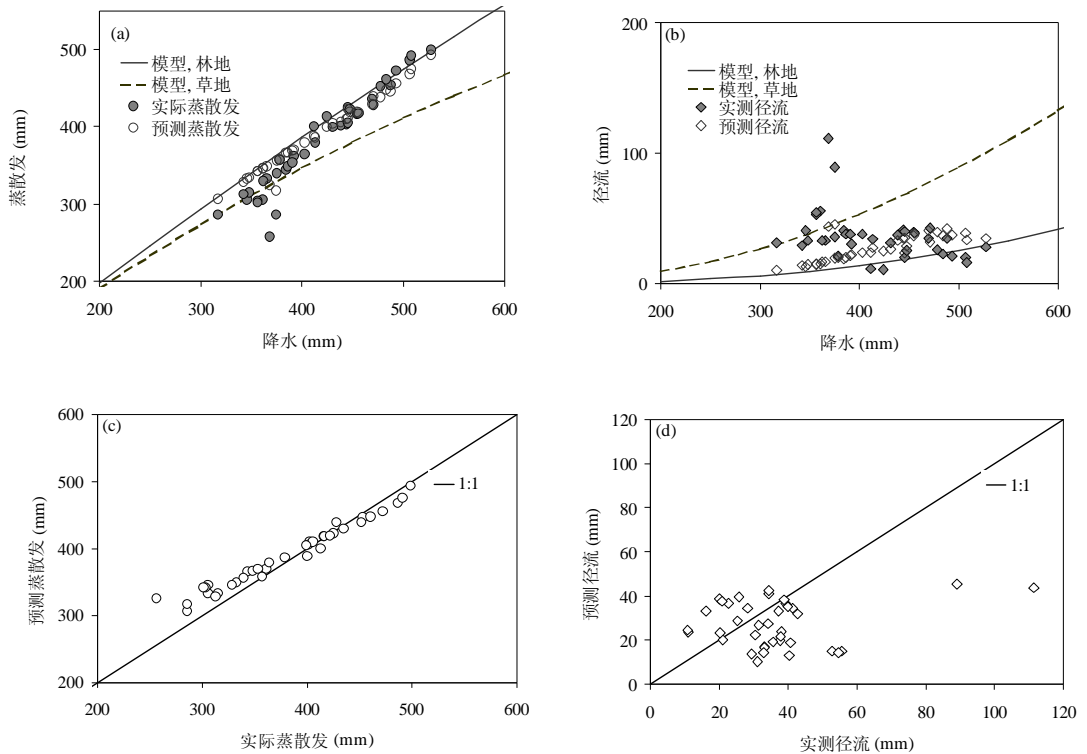 (a)
模型, 林地
模型, 草地
实际蒸散发
预测蒸散发
500
400
300
200
蒸散发 (mm)
200 300 400 500 600
降水 (mm)
(b)
模型, 林地
模型, 草地
实测径流
预测径流
200
100
0
径流 (mm)
200 300 400 500 600
降水 (mm)
(c)
1:1
600
500
400
300
200
预测蒸散发 (mm)
200 300 400 500 600
实际蒸散发 (mm)
(d)
1:1
120
100
80
60
40
20
0
预测径流 (mm)
0 20 40 60 80 100 120
实测径流 (mm)